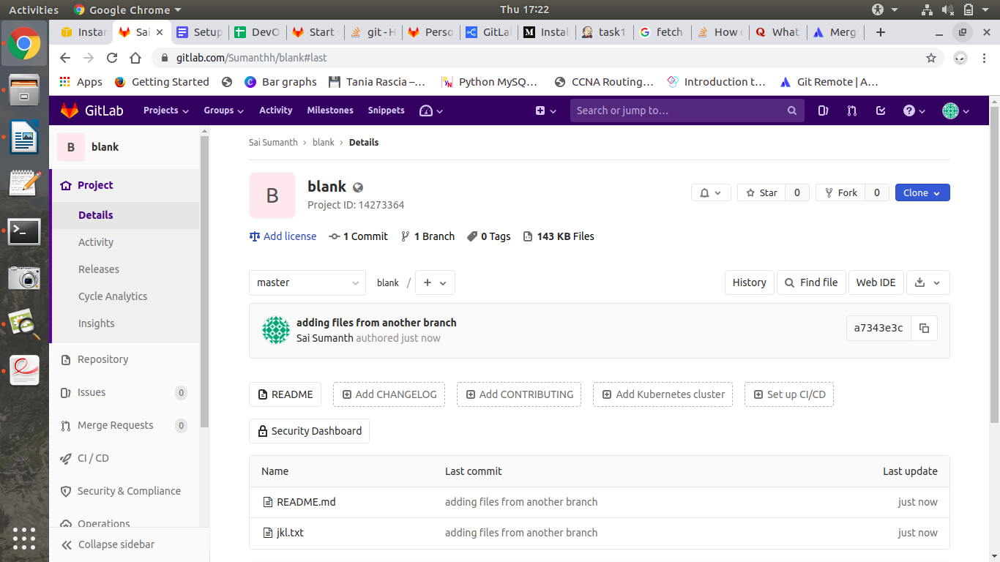 Activities Google Chrome Thu 17:22
Instan Sai Setup DevO Start git - H Perso GitLab Instal task1 fetch How What Merg
gitlab.com/Sumanthh/blank#last
Apps Getting Started Bar graphs Tania Rascia –... Python MySQ... CCNA Routing... Introduction t... Git Remote | A...
GitLab Projects Groups Activity Milestones Snippets Search or jump to...
B blank
Project
Details
Activity
Releases
Cycle Analytics
Insights
Repository
Issues 0
Merge Requests 0
CI / CD
Security & Compliance
Operations
Collapse sidebar
Sai Sumanth > blank > Details
B
blank
Project ID: 14273364
Star 0 Fork 0 Clone
Add license 1 Commit 1 Branch 0 Tags 143 KB Files
master blank / + History Find file Web IDE
adding files from another branch
Sai Sumanth authored just now
a7343e3c
README Add CHANGELOG Add CONTRIBUTING Add Kubernetes cluster Set up CI/CD
Security Dashboard
Name Last commit Last update
README.md adding files from another branch just now
jkl.txt adding files from another branch just now